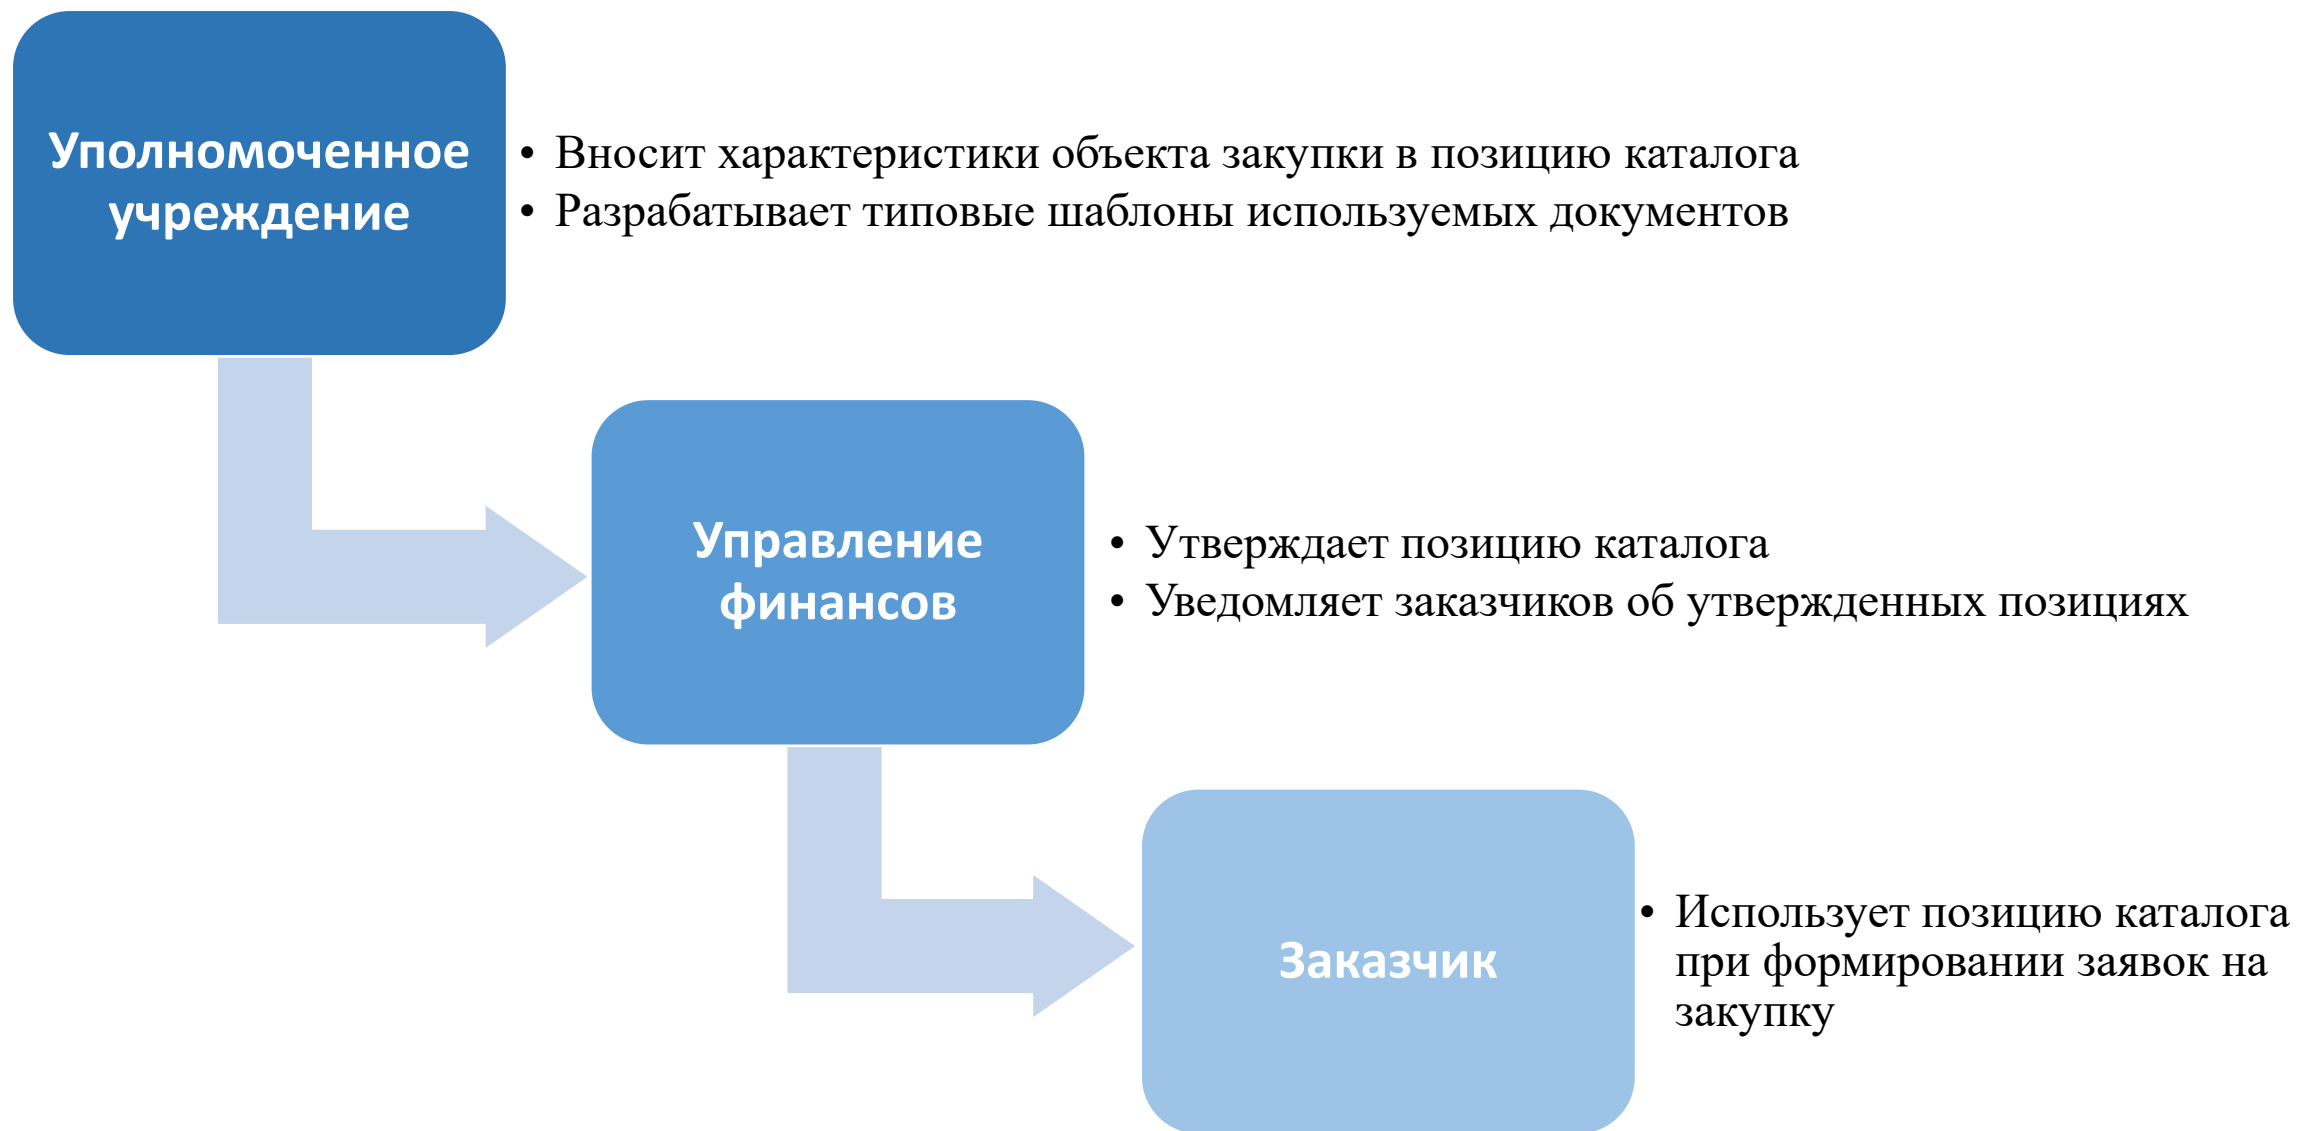 Уполномоченное
учреждение
• Вносит характеристики объекта закупки в позицию каталога
• Разрабатывает типовые шаблоны используемых документов
Управление
финансов
• Утверждает позицию каталога
• Уведомляет заказчиков об утвержденных позициях
Заказчик
• Использует позицию каталога
при формировании заявок на
закупку